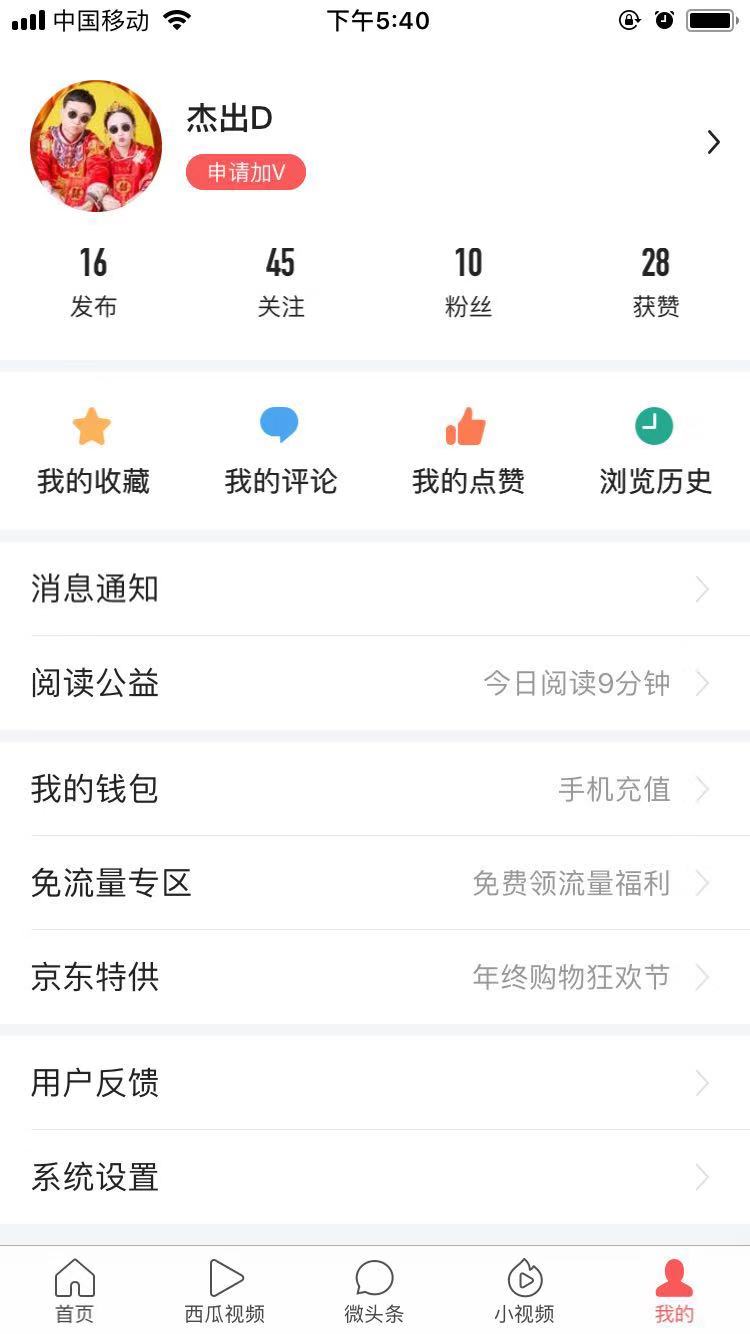 中国移动 下午5:40
杰出D
申请加V
16 45 10 28
发布 关注 粉丝 获赞
我的收藏 我的评论 我的点赞 浏览历史
消息通知
阅读公益 今日阅读9分钟
我的钱包 手机充值
免流量专区 免费领流量福利
京东特供 年终购物狂欢节
用户反馈
系统设置
首页 西瓜视频 微头条 小视频 我的